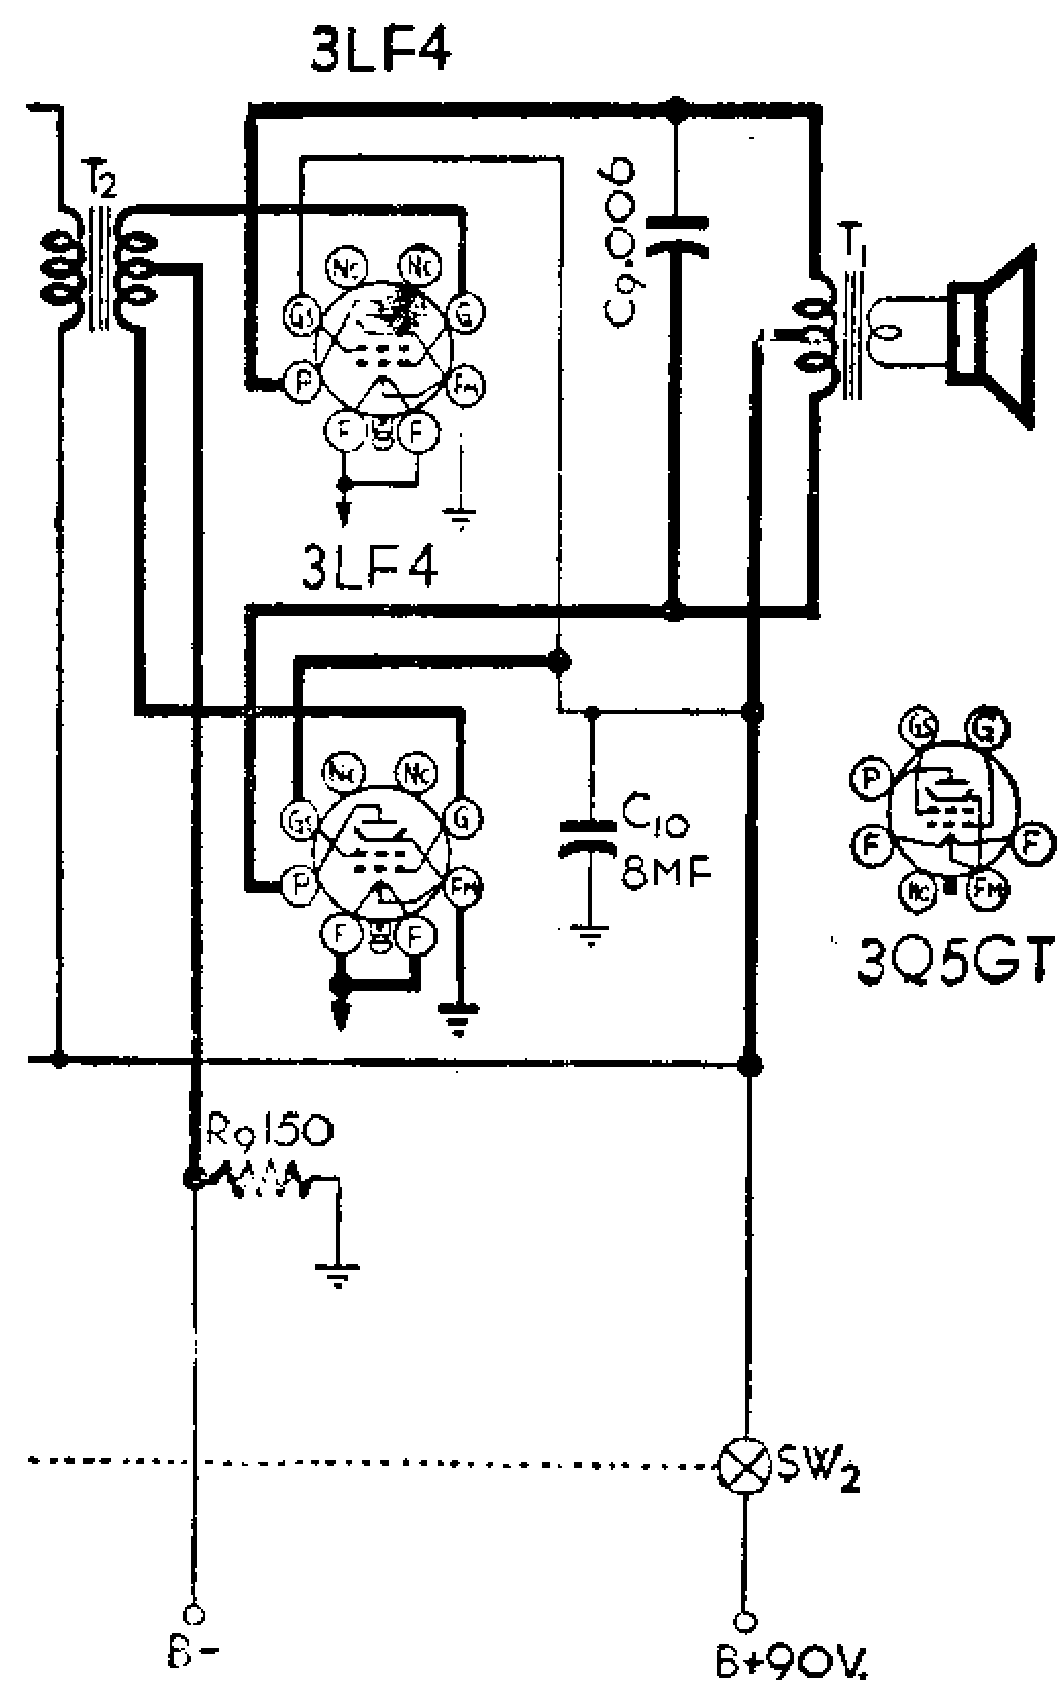 3LF4
T2
C9 .006
T1
Nc Nc
Gs G
P Fm
F F
3LF4
Nc Nc
Gs G
P Fm
F F
C10
8MF
Gs G
P
F F
Nc Fm
3Q5GT
R9 150
SW2
B-
B+90V.